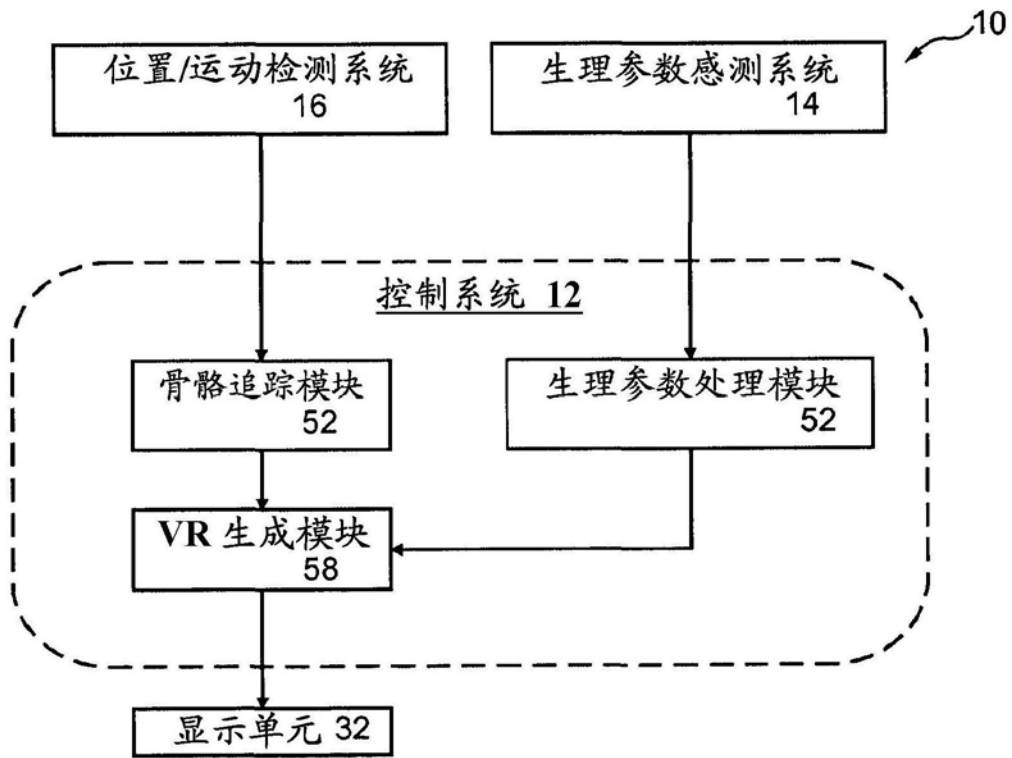 10
位置/运动检测系统
16
生理参数感测系统
14
控制系统 12
骨骼追踪模块
52
生理参数处理模块
52
VR 生成模块
58
显示单元 32